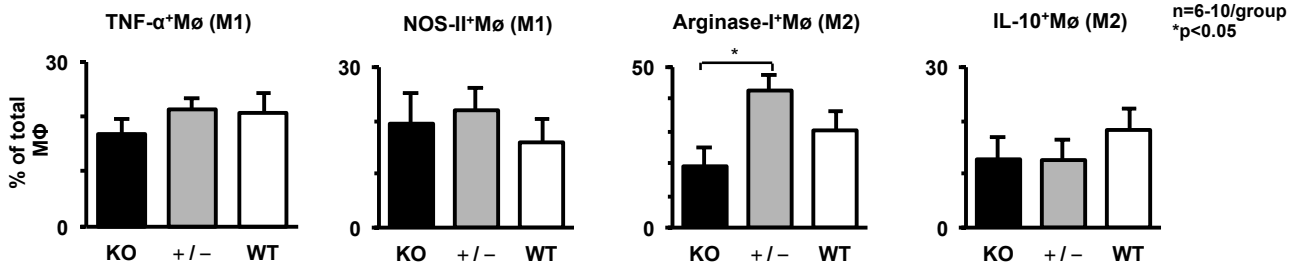 TNF-α⁺Mø (M1)
NOS-II⁺Mø (M1)
Arginase-I⁺Mø (M2)
IL-10⁺Mø (M2)
n=6-10/group
*p<0.05
% of total
MΦ
30
0
KO
+/−
WT
30
0
KO
+/−
WT
50
0
*
KO
+/−
WT
30
0
KO
+/−
WT